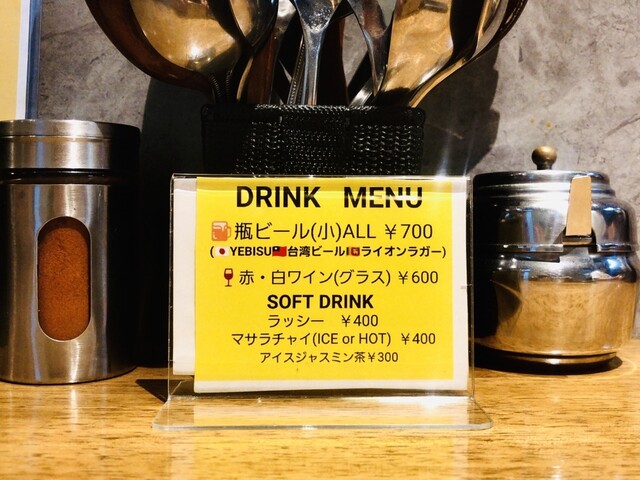 DRINK MENU
🍺瓶ビール(小)ALL ¥700
(🇯🇵YEBISU🇹🇼台湾ビール🇱🇰ライオンラガー)
🍷赤・白ワイン(グラス) ¥600
SOFT DRINK
ラッシー ¥400
マサラチャイ(ICE or HOT) ¥400
アイスジャスミン茶¥300